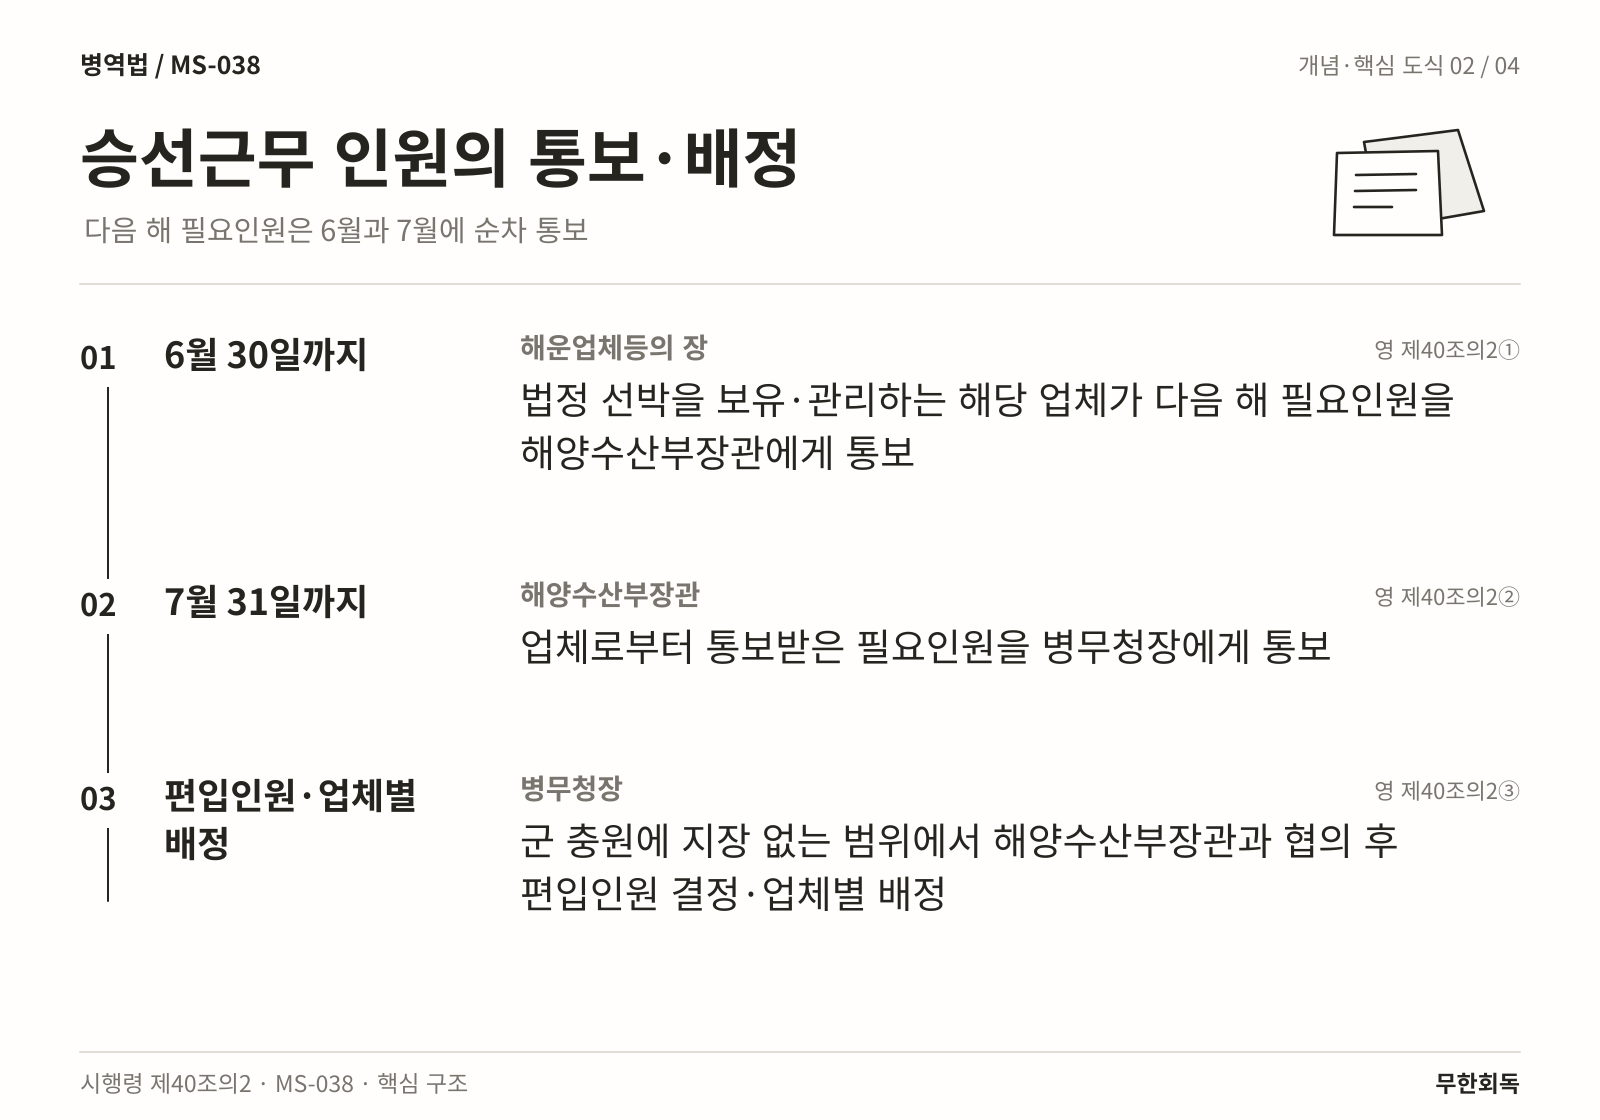 병역법 / MS-038
개념·핵심 도식 02 / 04
승선근무 인원의 통보·배정
다음 해 필요인원은 6월과 7월에 순차 통보
01
6월 30일까지
해운업체등의 장
영 제40조의2①
법정 선박을 보유·관리하는 해당 업체가 다음 해 필요인원을
해양수산부장관에게 통보
02
7월 31일까지
해양수산부장관
영 제40조의2②
업체로부터 통보받은 필요인원을 병무청장에게 통보
03
편입인원·업체별
배정
병무청장
영 제40조의2③
군 충원에 지장 없는 범위에서 해양수산부장관과 협의 후
편입인원 결정·업체별 배정
시행령 제40조의2 · MS-038 · 핵심 구조
무한회독